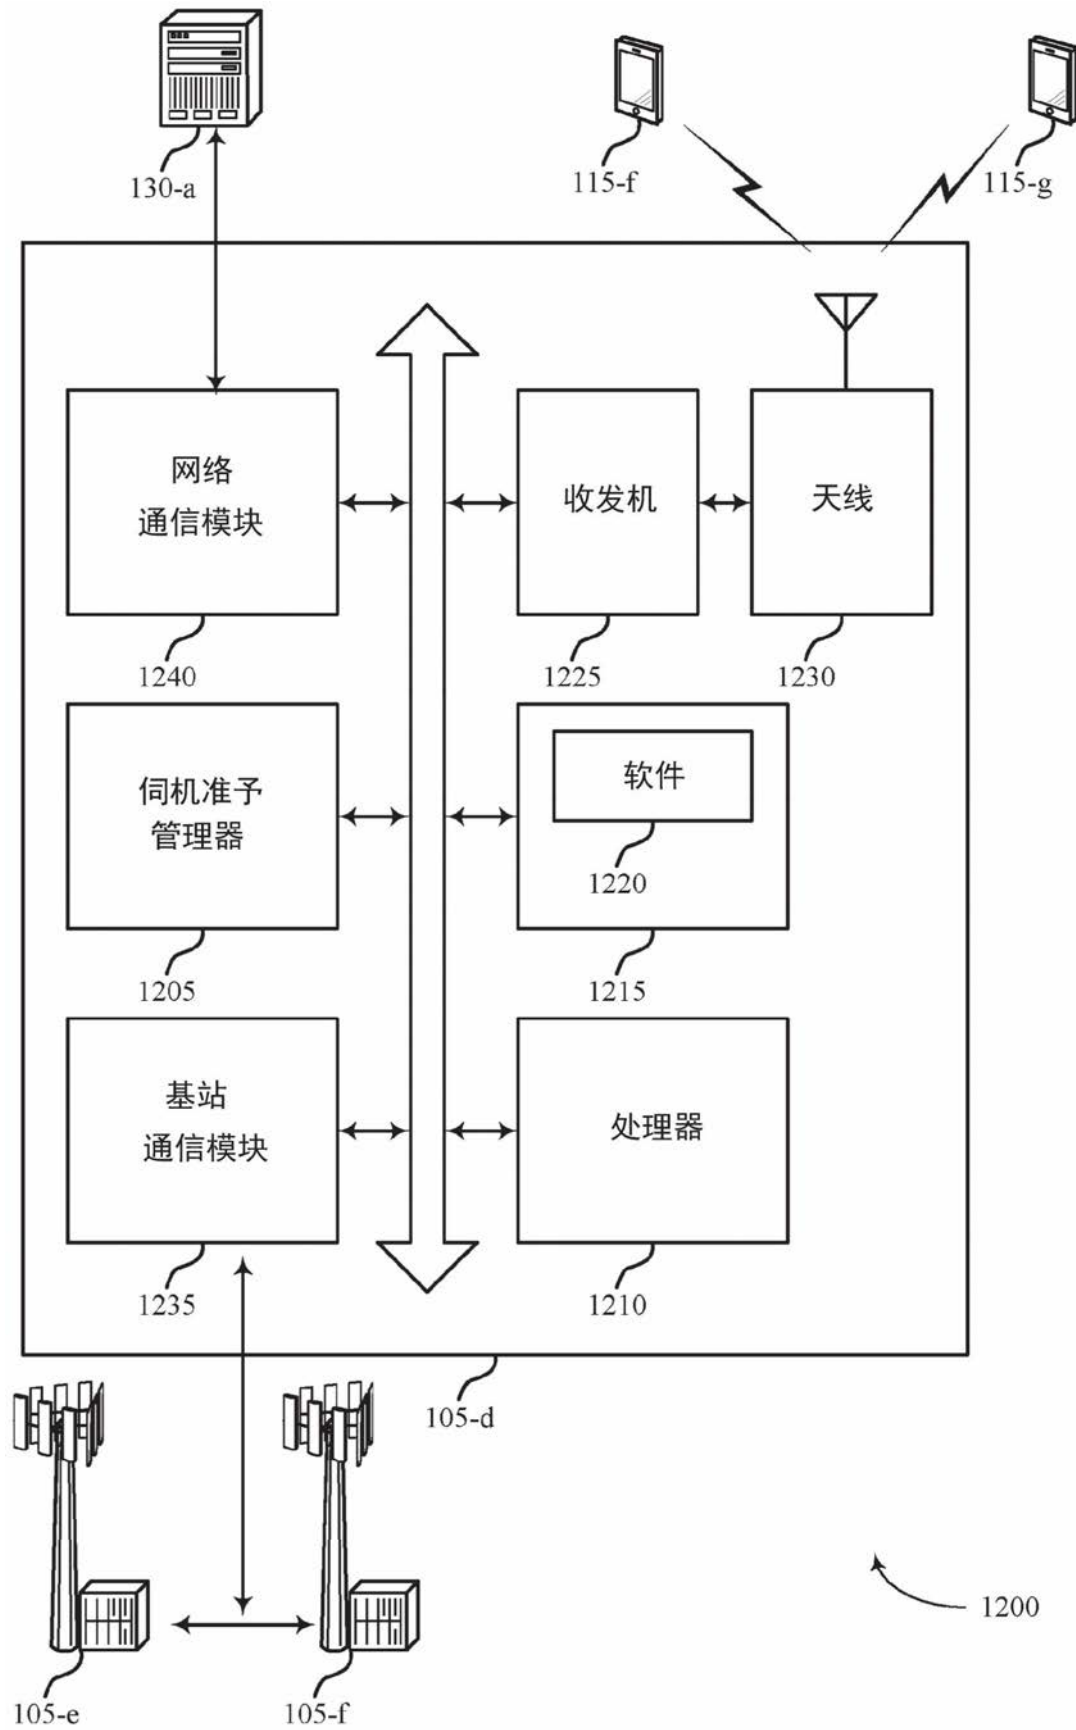 130-a
115-f
115-g
网络
通信模块
收发机
天线
1240
1225
1230
伺机准予
管理器
软件
1220
1205
1215
基站
通信模块
处理器
1235
1210
105-d
1200
105-e
105-f